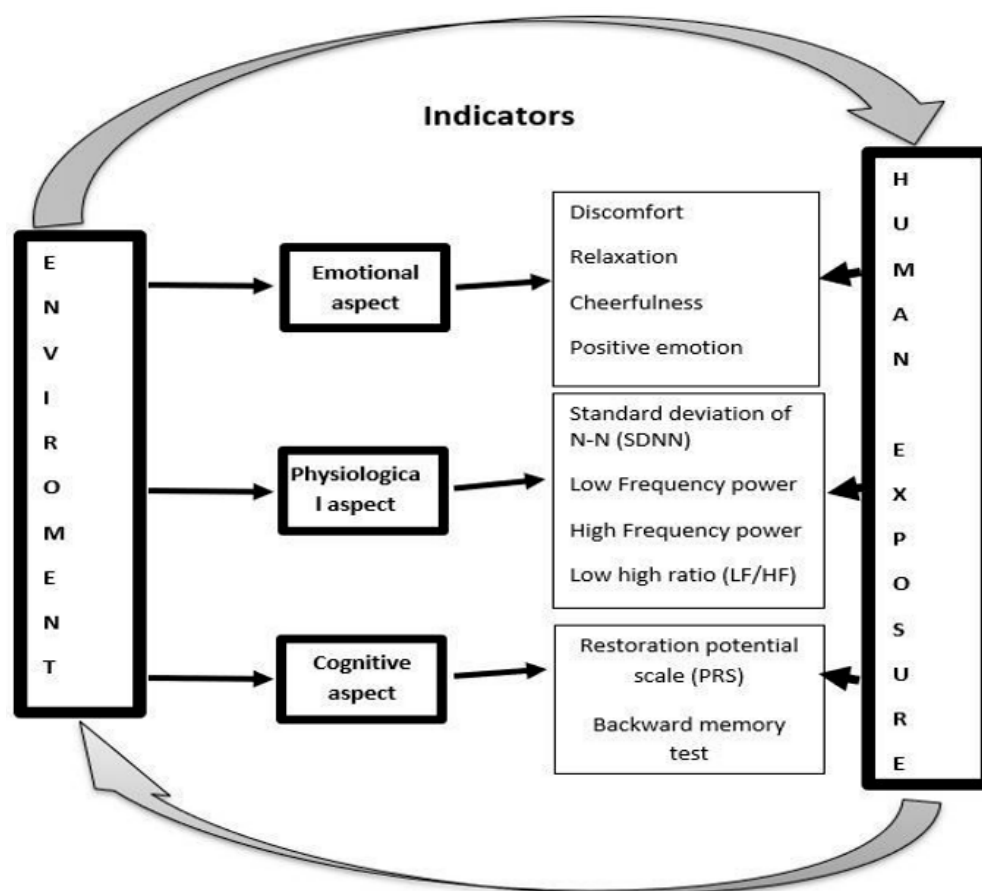 Indicators
E
N
V
I
R
O
M
E
N
T
Emotional
aspect
Discomfort
Relaxation
Cheerfulness
Positive emotion
Physiologica
l aspect
Standard deviation of
N-N (SDNN)
Low Frequency power
High Frequency power
Low high ratio (LF/HF)
Cognitive
aspect
Restoration potential
scale (PRS)
Backward memory
test
H
U
M
A
N
E
X
P
O
S
U
R
E